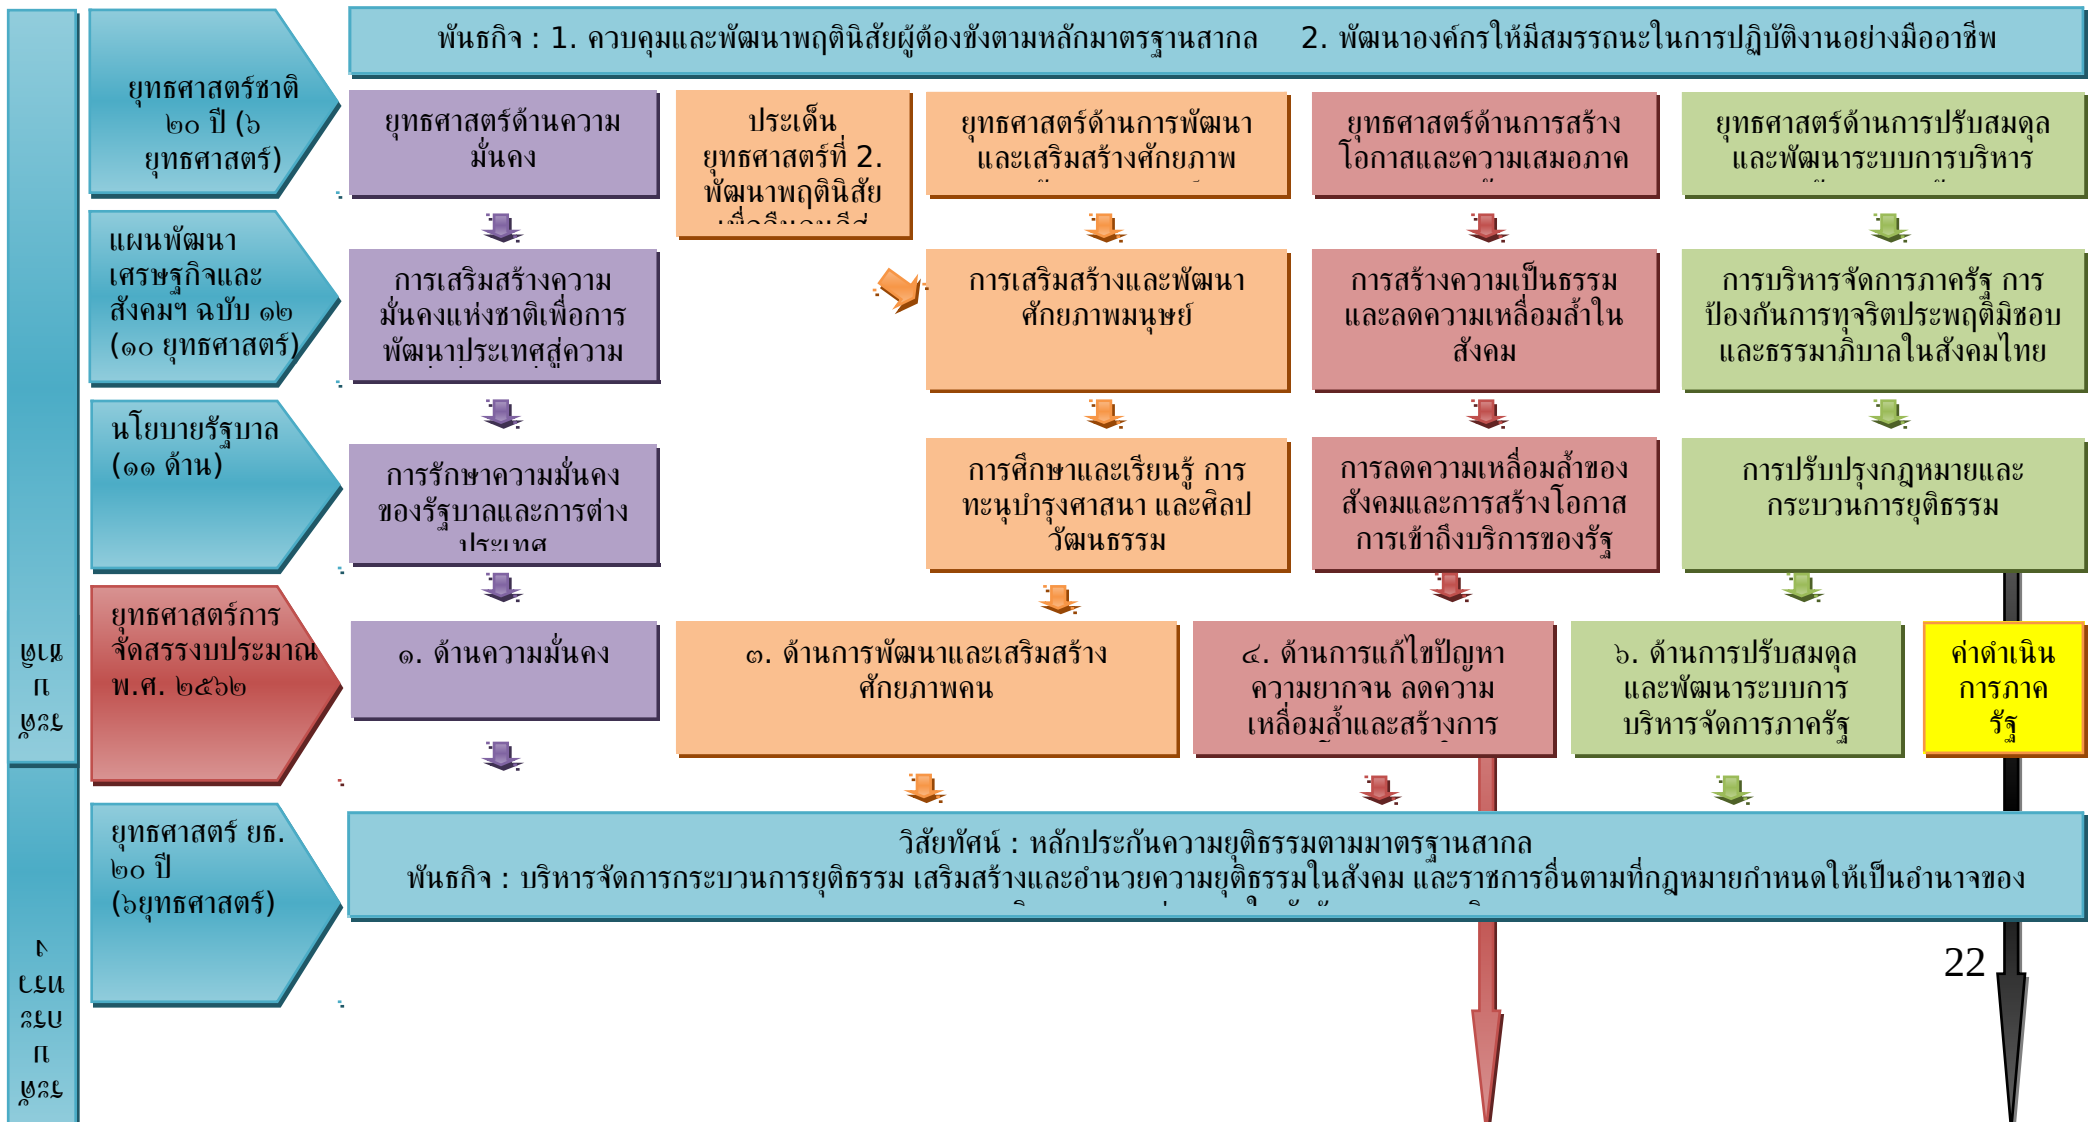 พันธกิจ : 1. ควบคุมและพัฒนาพฤตินิสัยผู้ต้องขังตามหลักมาตรฐานสากล 2. พัฒนาองค์กรให้มีสมรรถนะในการปฏิบัติงานอย่างมืออาชีพ
ยุทธศาสตร์ชาติ
๒๐ ปี (๖
ยุทธศาสตร์)
ยุทธศาสตร์ด้านความ
มั่นคง
ประเด็น
ยุทธศาสตร์ที่ 2.
พัฒนาพฤตินิสัย
ยุทธศาสตร์ด้านการพัฒนา
และเสริมสร้างศักยภาพ
ยุทธศาสตร์ด้านการสร้าง
โอกาสและความเสมอภาค
ยุทธศาสตร์ด้านการปรับสมดุล
และพัฒนาระบบการบริหาร
แผนพัฒนา
เศรษฐกิจและ
สังคมฯ ฉบับ ๑๒
(๑๐ ยุทธศาสตร์)
การเสริมสร้างความ
มั่นคงแห่งชาติเพื่อการ
พัฒนาประเทศสู่ความ
การเสริมสร้างและพัฒนา
ศักยภาพมนุษย์
การสร้างความเป็นธรรม
และลดความเหลื่อมล้ำใน
สังคม
การบริหารจัดการภาครัฐ การ
ป้องกันการทุจริตประพฤติมิชอบ
และธรรมาภิบาลในสังคมไทย
นโยบายรัฐบาล
(๑๑ ด้าน)
การรักษาความมั่นคง
ของรัฐบาลและการต่าง
ประเทศ
การศึกษาและเรียนรู้ การ
ทะนุบำรุงศาสนา และศิลป
วัฒนธรรม
การลดความเหลื่อมล้ำของ
สังคมและการสร้างโอกาส
การเข้าถึงบริการของรัฐ
การปรับปรุงกฎหมายและ
กระบวนการยุติธรรม
ยุทธศาสตร์การ
จัดสรรงบประมาณ
พ.ศ. ๒๕๖๒
๑. ด้านความมั่นคง
๓. ด้านการพัฒนาและเสริมสร้าง
ศักยภาพคน
๔. ด้านการแก้ไขปัญหา
ความยากจน ลดความ
เหลื่อมล้ำและสร้างการ
๖. ด้านการปรับสมดุล
และพัฒนาระบบการ
บริหารจัดการภาครัฐ
ค่าดำเนิน
การภาค
รัฐ
ยุทธศาสตร์ ยธ.
๒๐ ปี
(๖ยุทธศาสตร์)
วิสัยทัศน์ : หลักประกันความยุติธรรมตามมาตรฐานสากล
พันธกิจ : บริหารจัดการกระบวนการยุติธรรม เสริมสร้างและอำนวยความยุติธรรมในสังคม และราชการอื่นตามที่กฎหมายกำหนดให้เป็นอำนาจของ
22
ระดั
บ
ชาติ
ระดั
บ
กระ
ทรว
ง